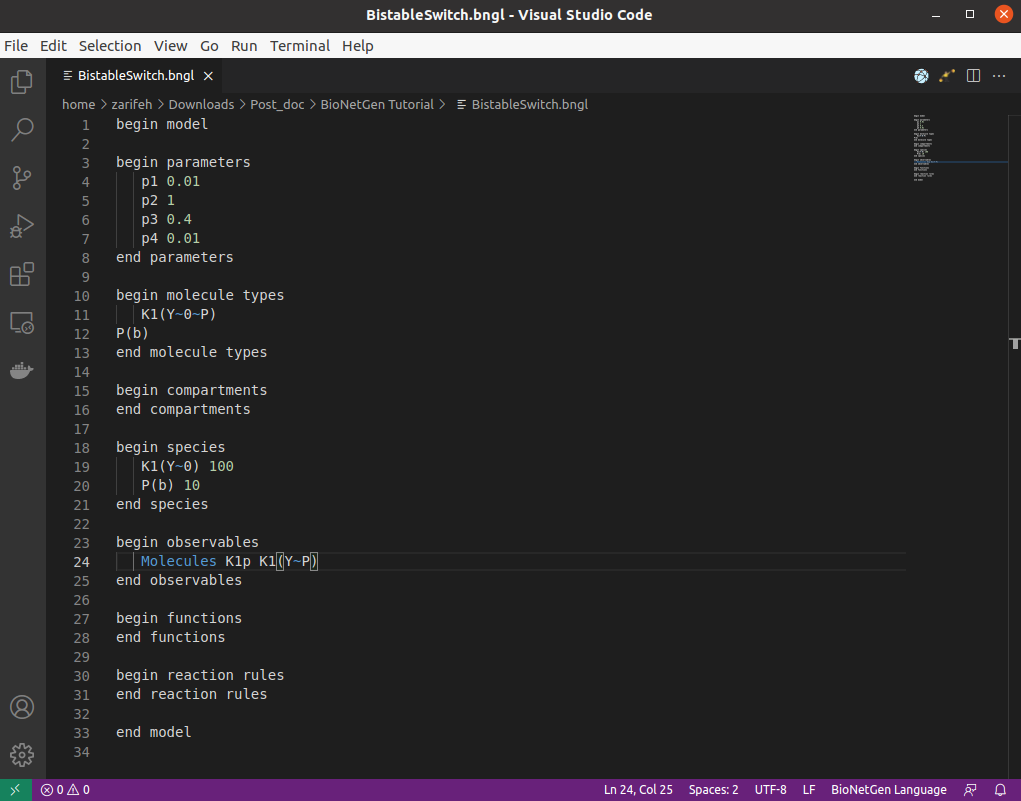 BistableSwitch.bngl - Visual Studio Code
File Edit Selection View Go Run Terminal Help
BistableSwitch.bngl
home > zarifeh > Downloads > Post_doc > BioNetGen Tutorial > BistableSwitch.bngl
1 begin model
2
3 begin parameters
4 p1 0.01
5 p2 1
6 p3 0.4
7 p4 0.01
8 end parameters
9
10 begin molecule types
11 K1(Y~0~P)
12 P(b)
13 end molecule types
14
15 begin compartments
16 end compartments
17
18 begin species
19 K1(Y~0) 100
20 P(b) 10
21 end species
22
23 begin observables
24 Molecules K1p K1(Y~P)
25 end observables
26
27 begin functions
28 end functions
29
30 begin reaction rules
31 end reaction rules
32
33 end model
34
0 0 Ln 24, Col 25 Spaces: 2 UTF-8 LF BioNetGen Language